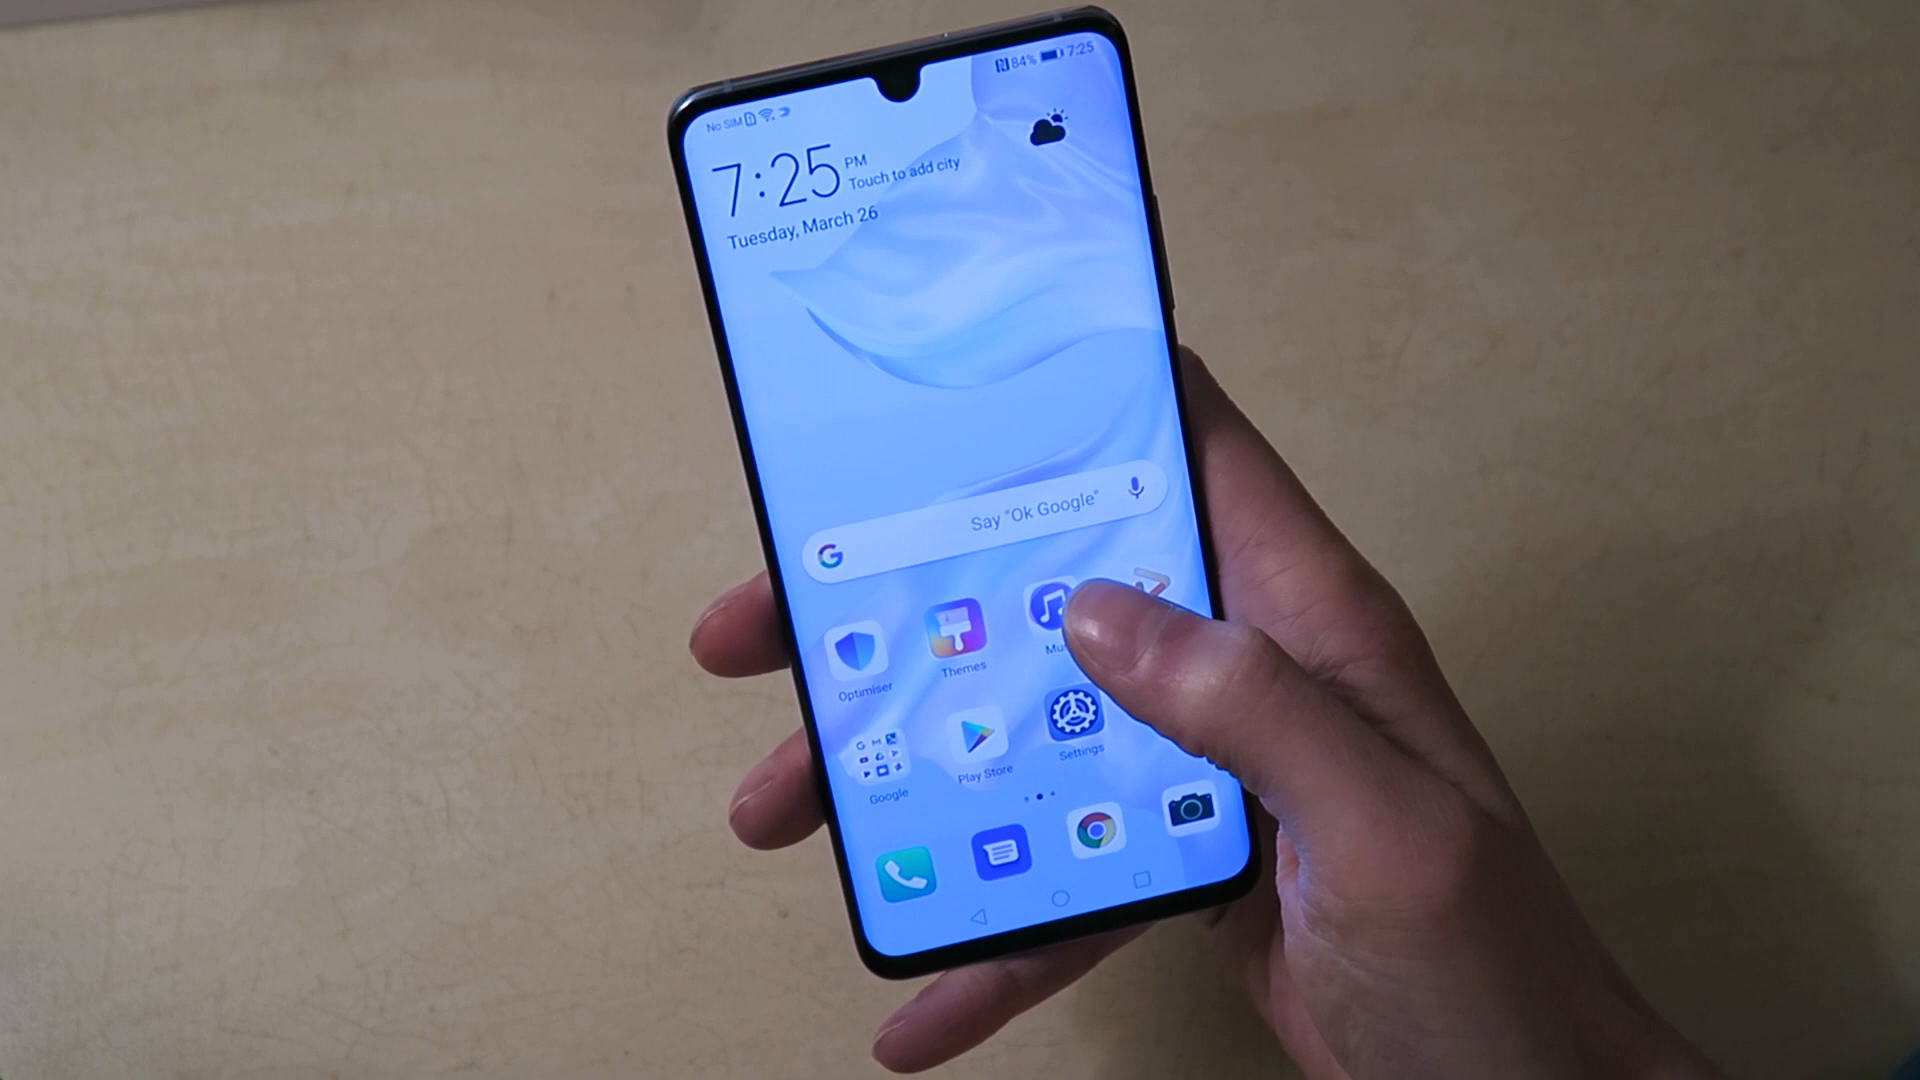 No SIM
84% 7:25
7:25 PM
Touch to add city
Tuesday, March 26
G Say "Ok Google"
Optimiser
Themes
Google
Play Store
Settings